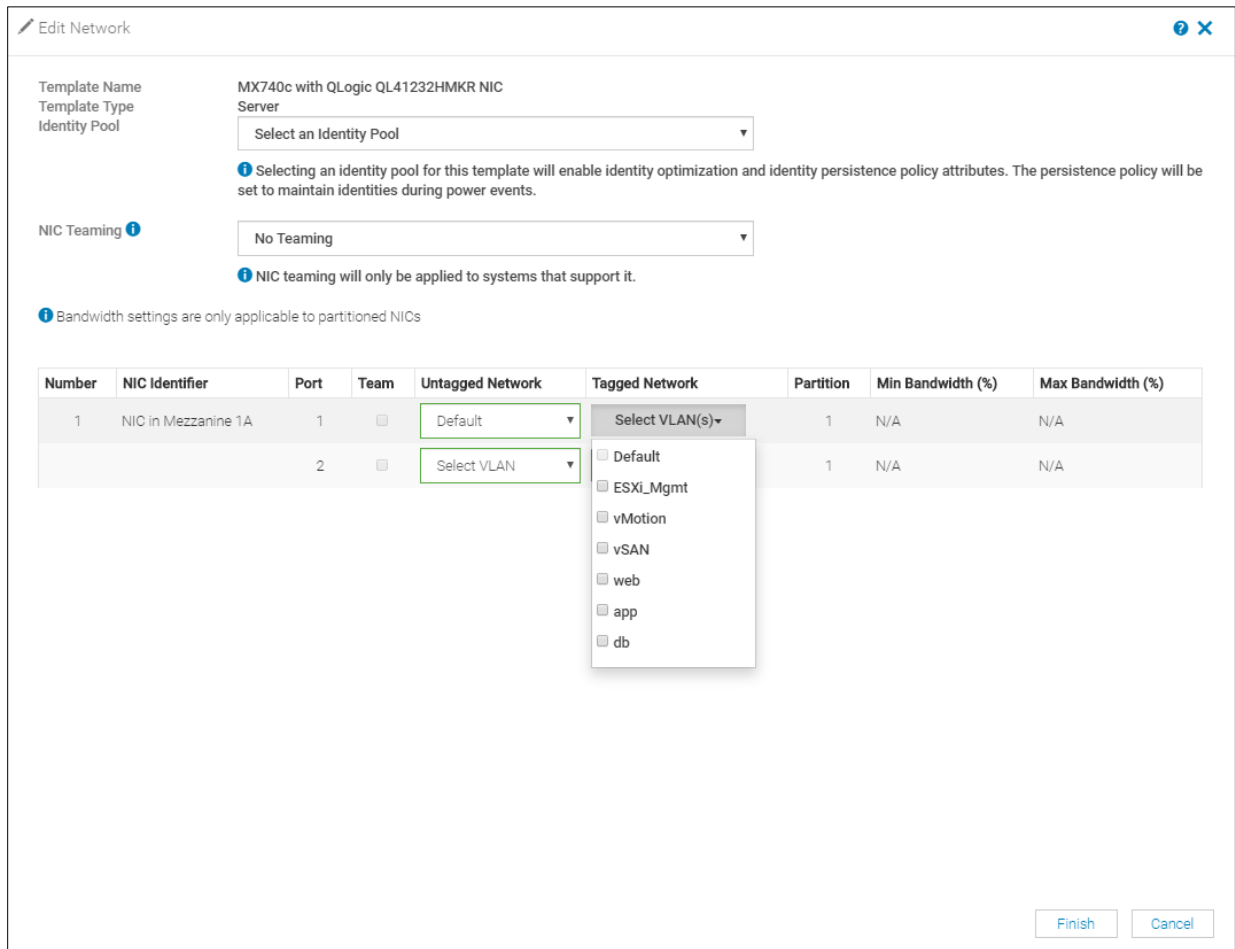 Edit Network
Template Name MX740c with QLogic QL41232HMKR NIC
Template Type Server
Identity Pool Select an Identity Pool
Selecting an identity pool for this template will enable identity optimization and identity persistence policy attributes. The persistence policy will be
set to maintain identities during power events.
NIC Teaming No Teaming
NIC teaming will only be applied to systems that support it.
Bandwidth settings are only applicable to partitioned NICs
Number NIC Identifier Port Team Untagged Network Tagged Network Partition Min Bandwidth (%) Max Bandwidth (%)
1 NIC in Mezzanine 1A 1 Default Select VLAN(s) 1 N/A N/A
2 Select VLAN 1 N/A N/A
Default
ESXi_Mgmt
vMotion
vSAN
web
app
db
Finish Cancel